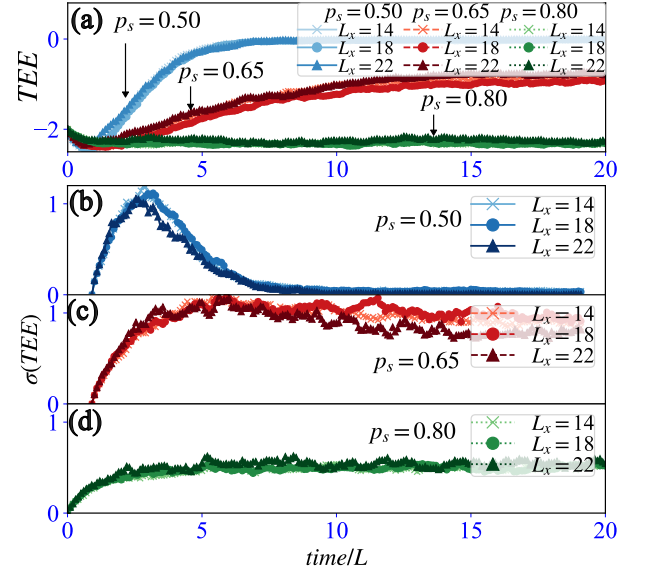 (a)
p_s = 0.50 p_s = 0.65 p_s = 0.80
L_x = 14 L_x = 14 L_x = 14
L_x = 18 L_x = 18 L_x = 18
L_x = 22 L_x = 22 L_x = 22
p_s = 0.50
p_s = 0.65
p_s = 0.80
TEE
0
−2
0 5 10 15 20
(b)
p_s = 0.50
L_x = 14
L_x = 18
L_x = 22
1
0
(c)
p_s = 0.65
L_x = 14
L_x = 18
L_x = 22
1
0
σ(TEE)
(d)
p_s = 0.80
L_x = 14
L_x = 18
L_x = 22
1
0
0 5 10 15 20
time/L